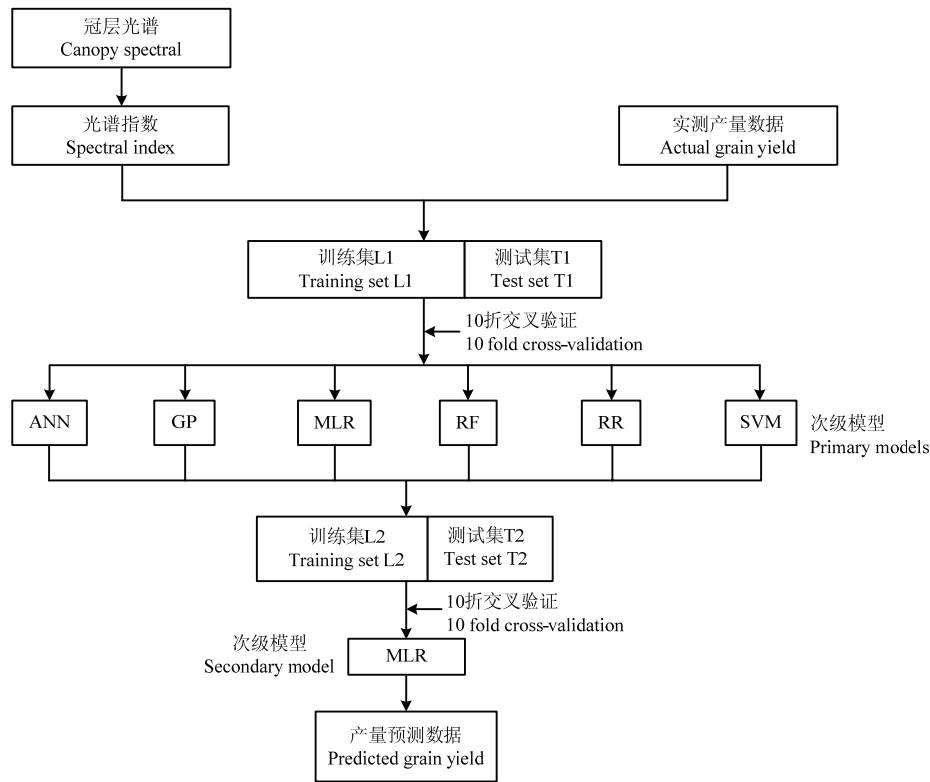 冠层光谱
Canopy spectral
光谱指数
Spectral index
实测产量数据
Actual grain yield
训练集L1
Training set L1
测试集T1
Test set T1
10折交叉验证
10 fold cross-validation
ANN
GP
MLR
RF
RR
SVM
次级模型
Primary models
训练集L2
Training set L2
测试集T2
Test set T2
10折交叉验证
10 fold cross-validation
次级模型
Secondary model
MLR
产量预测数据
Predicted grain yield